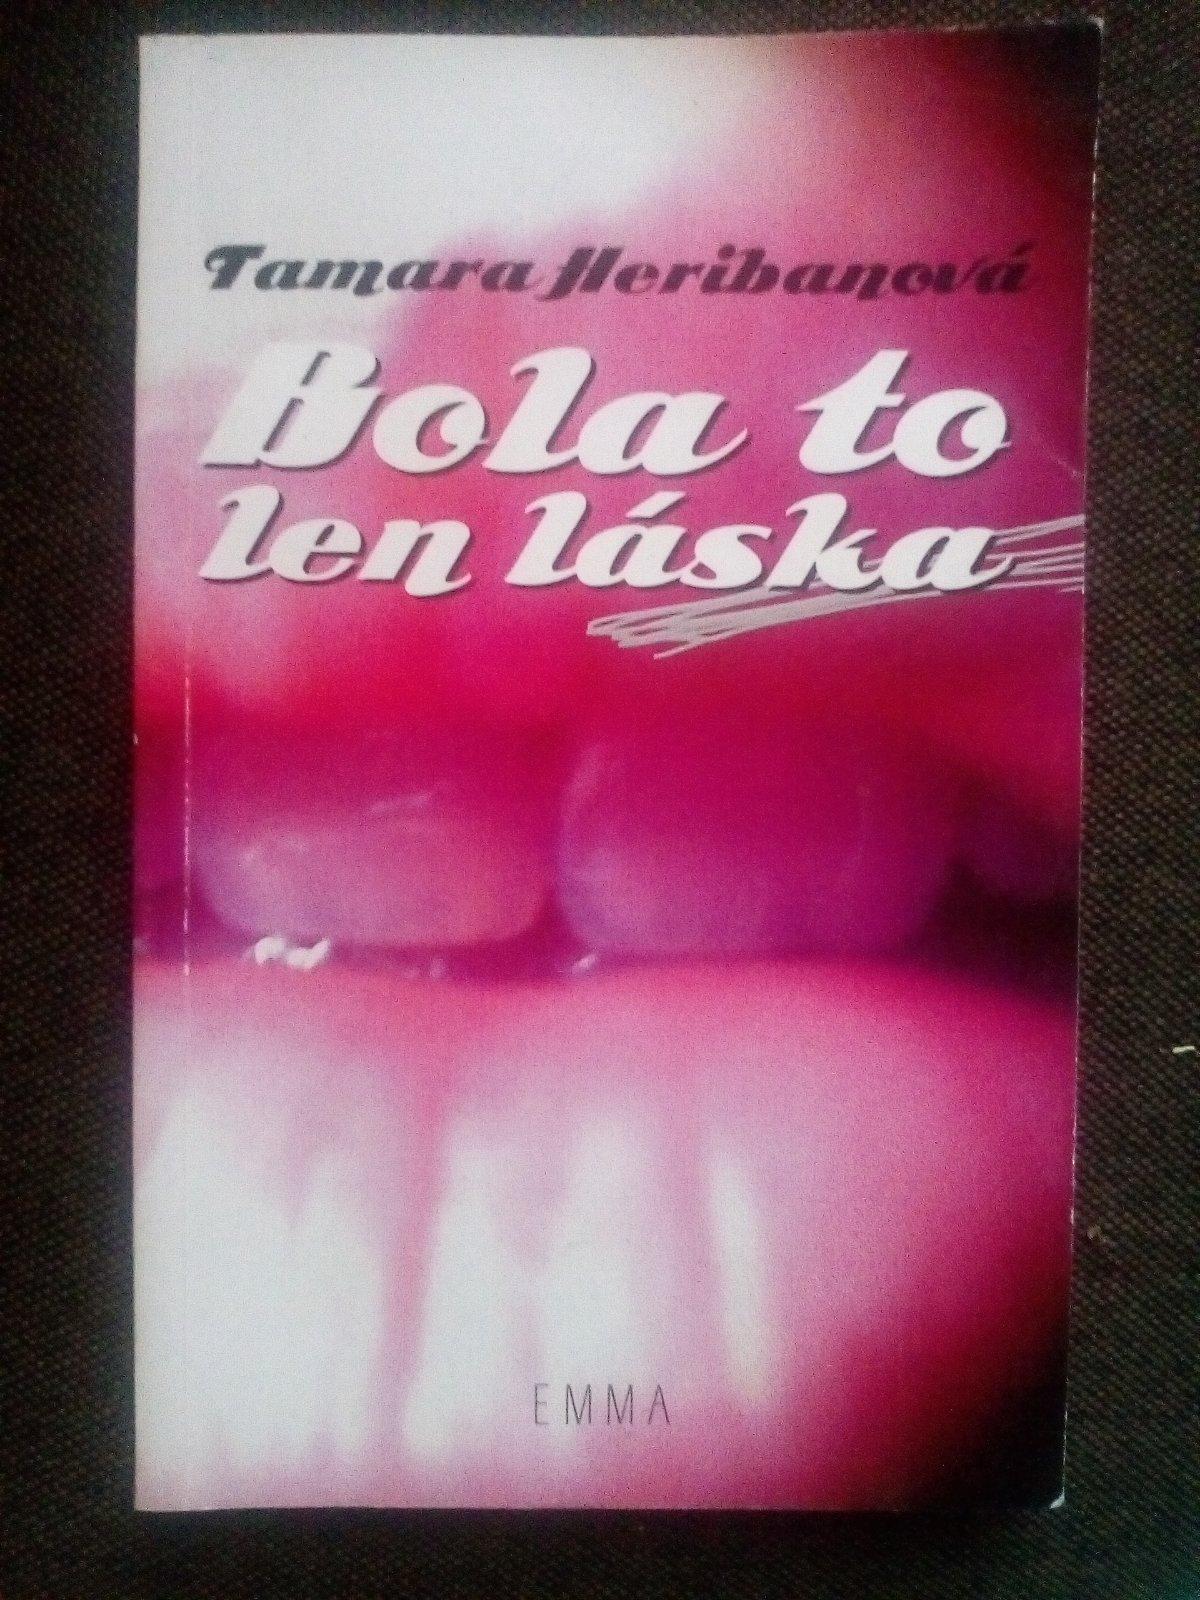 Tamara Heribanová
Bola to
len láska
EMMA